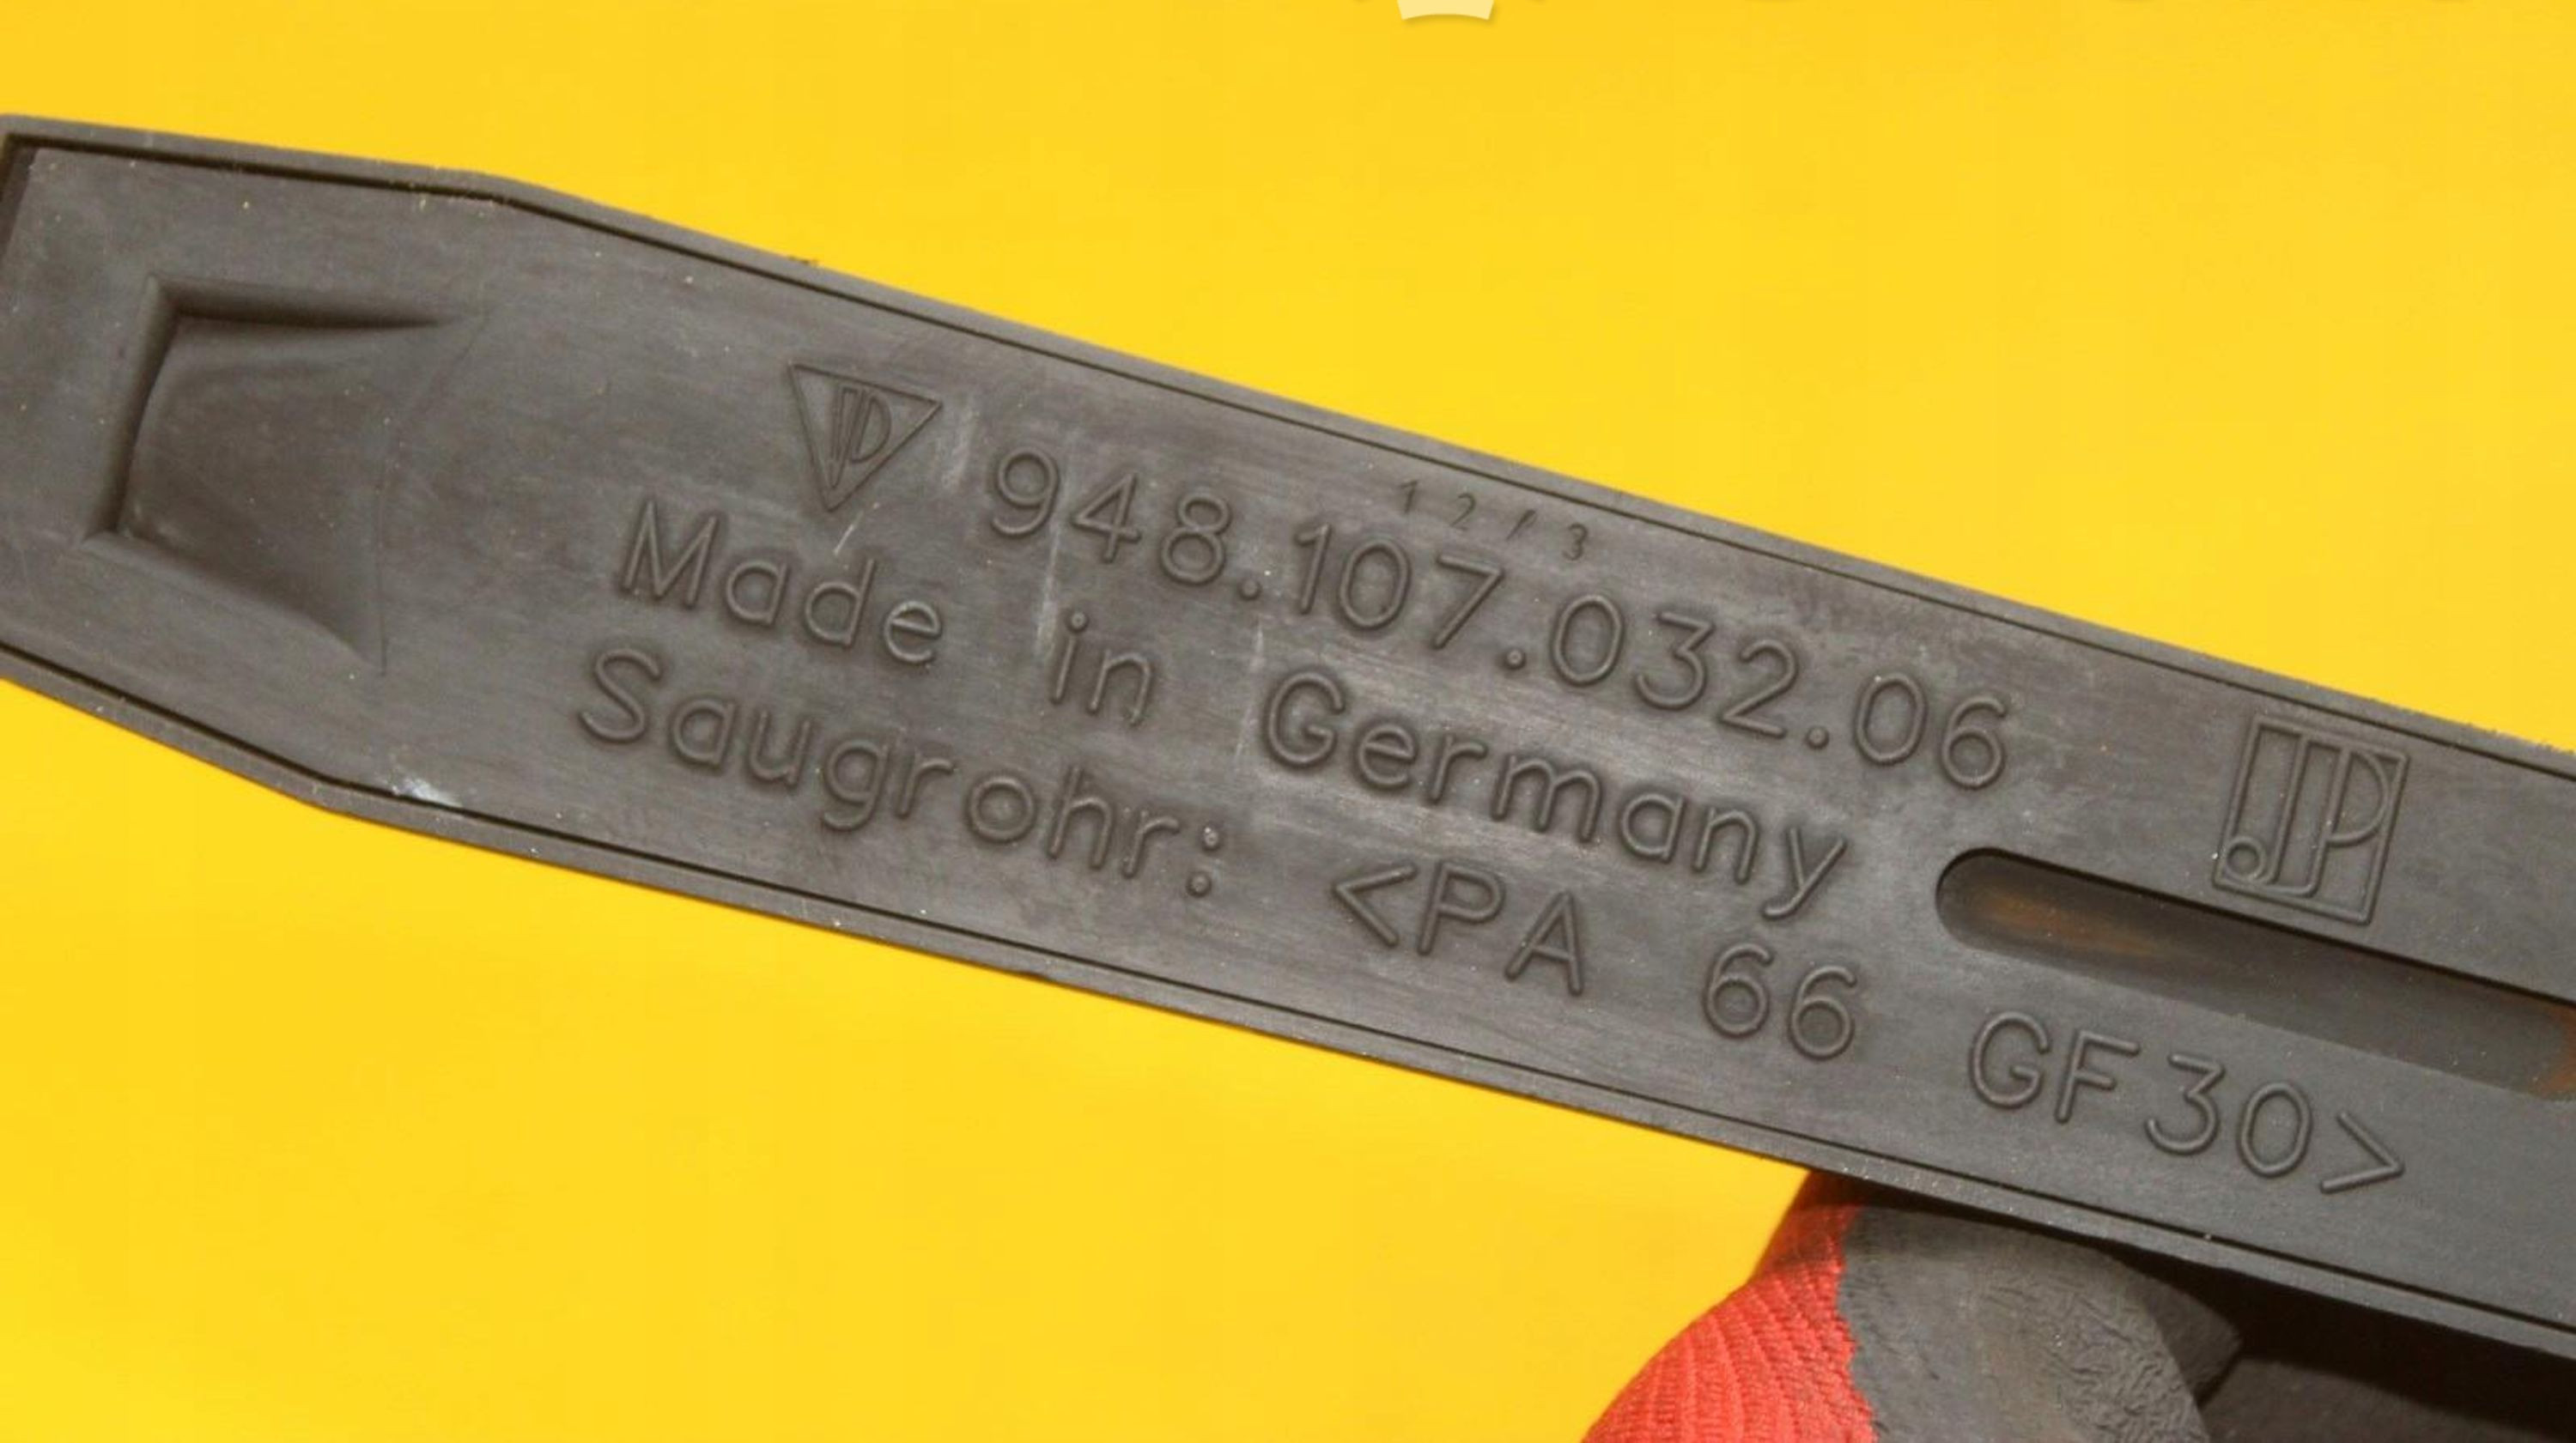 12/3
948.107.032.06
Made in Germany
Saugrohr: <PA 66 GF30>